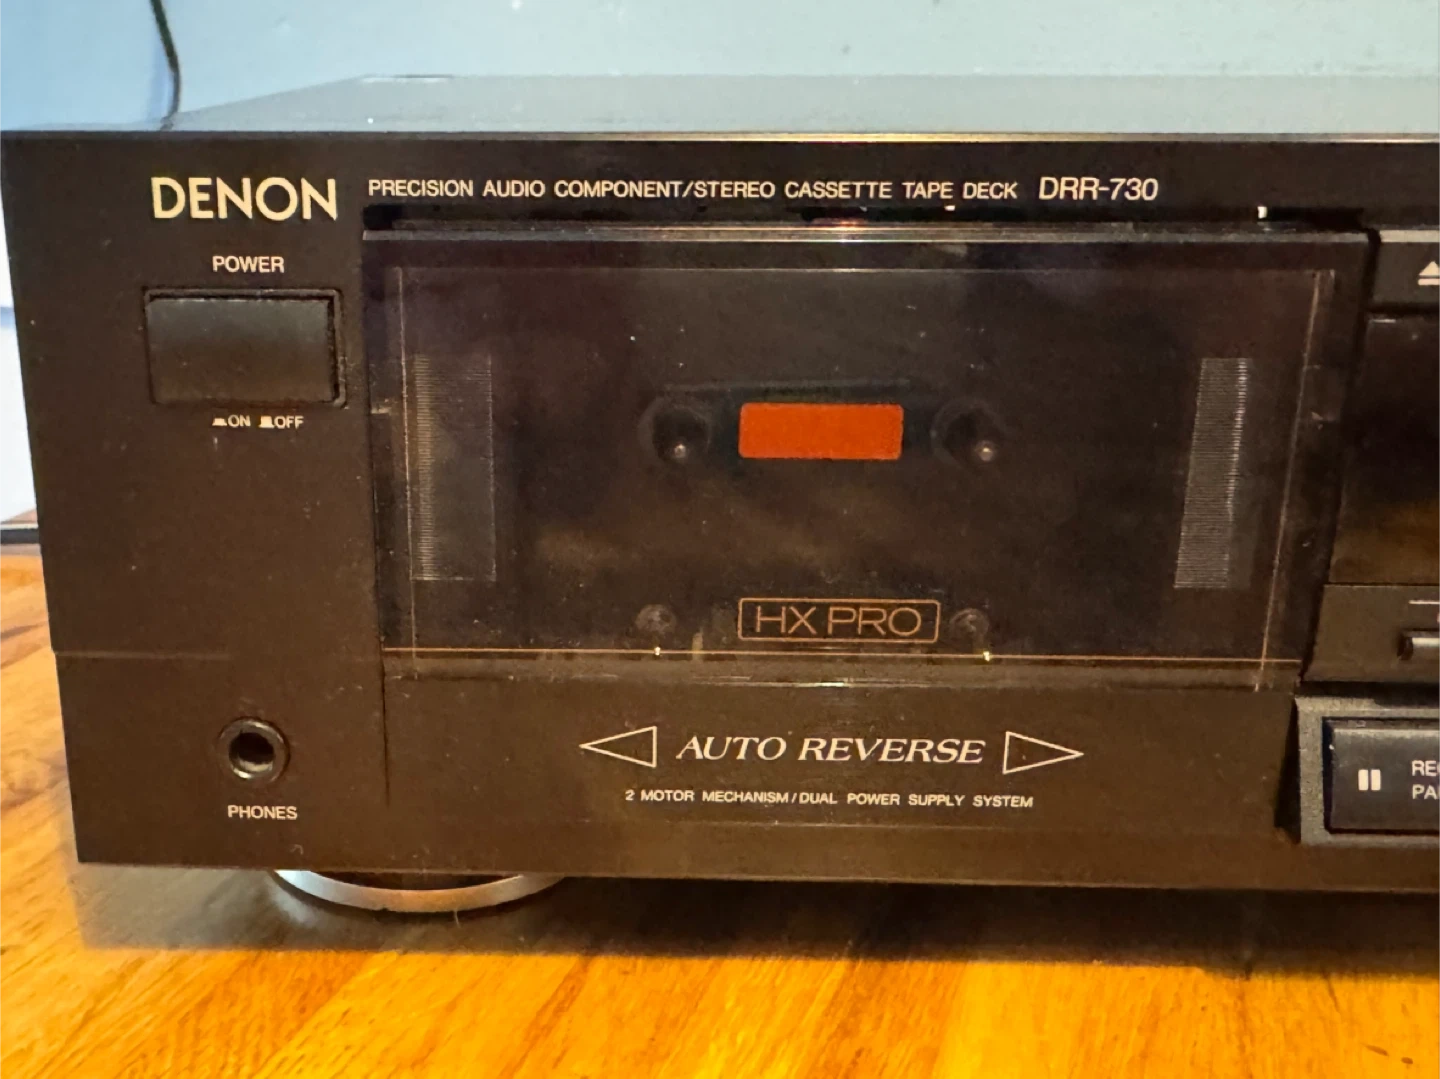 DENON PRECISION AUDIO COMPONENT/STEREO CASSETTE TAPE DECK DRR-730
POWER
ON OFF
HX PRO
AUTO REVERSE
2 MOTOR MECHANISM/DUAL POWER SUPPLY SYSTEM
PHONES